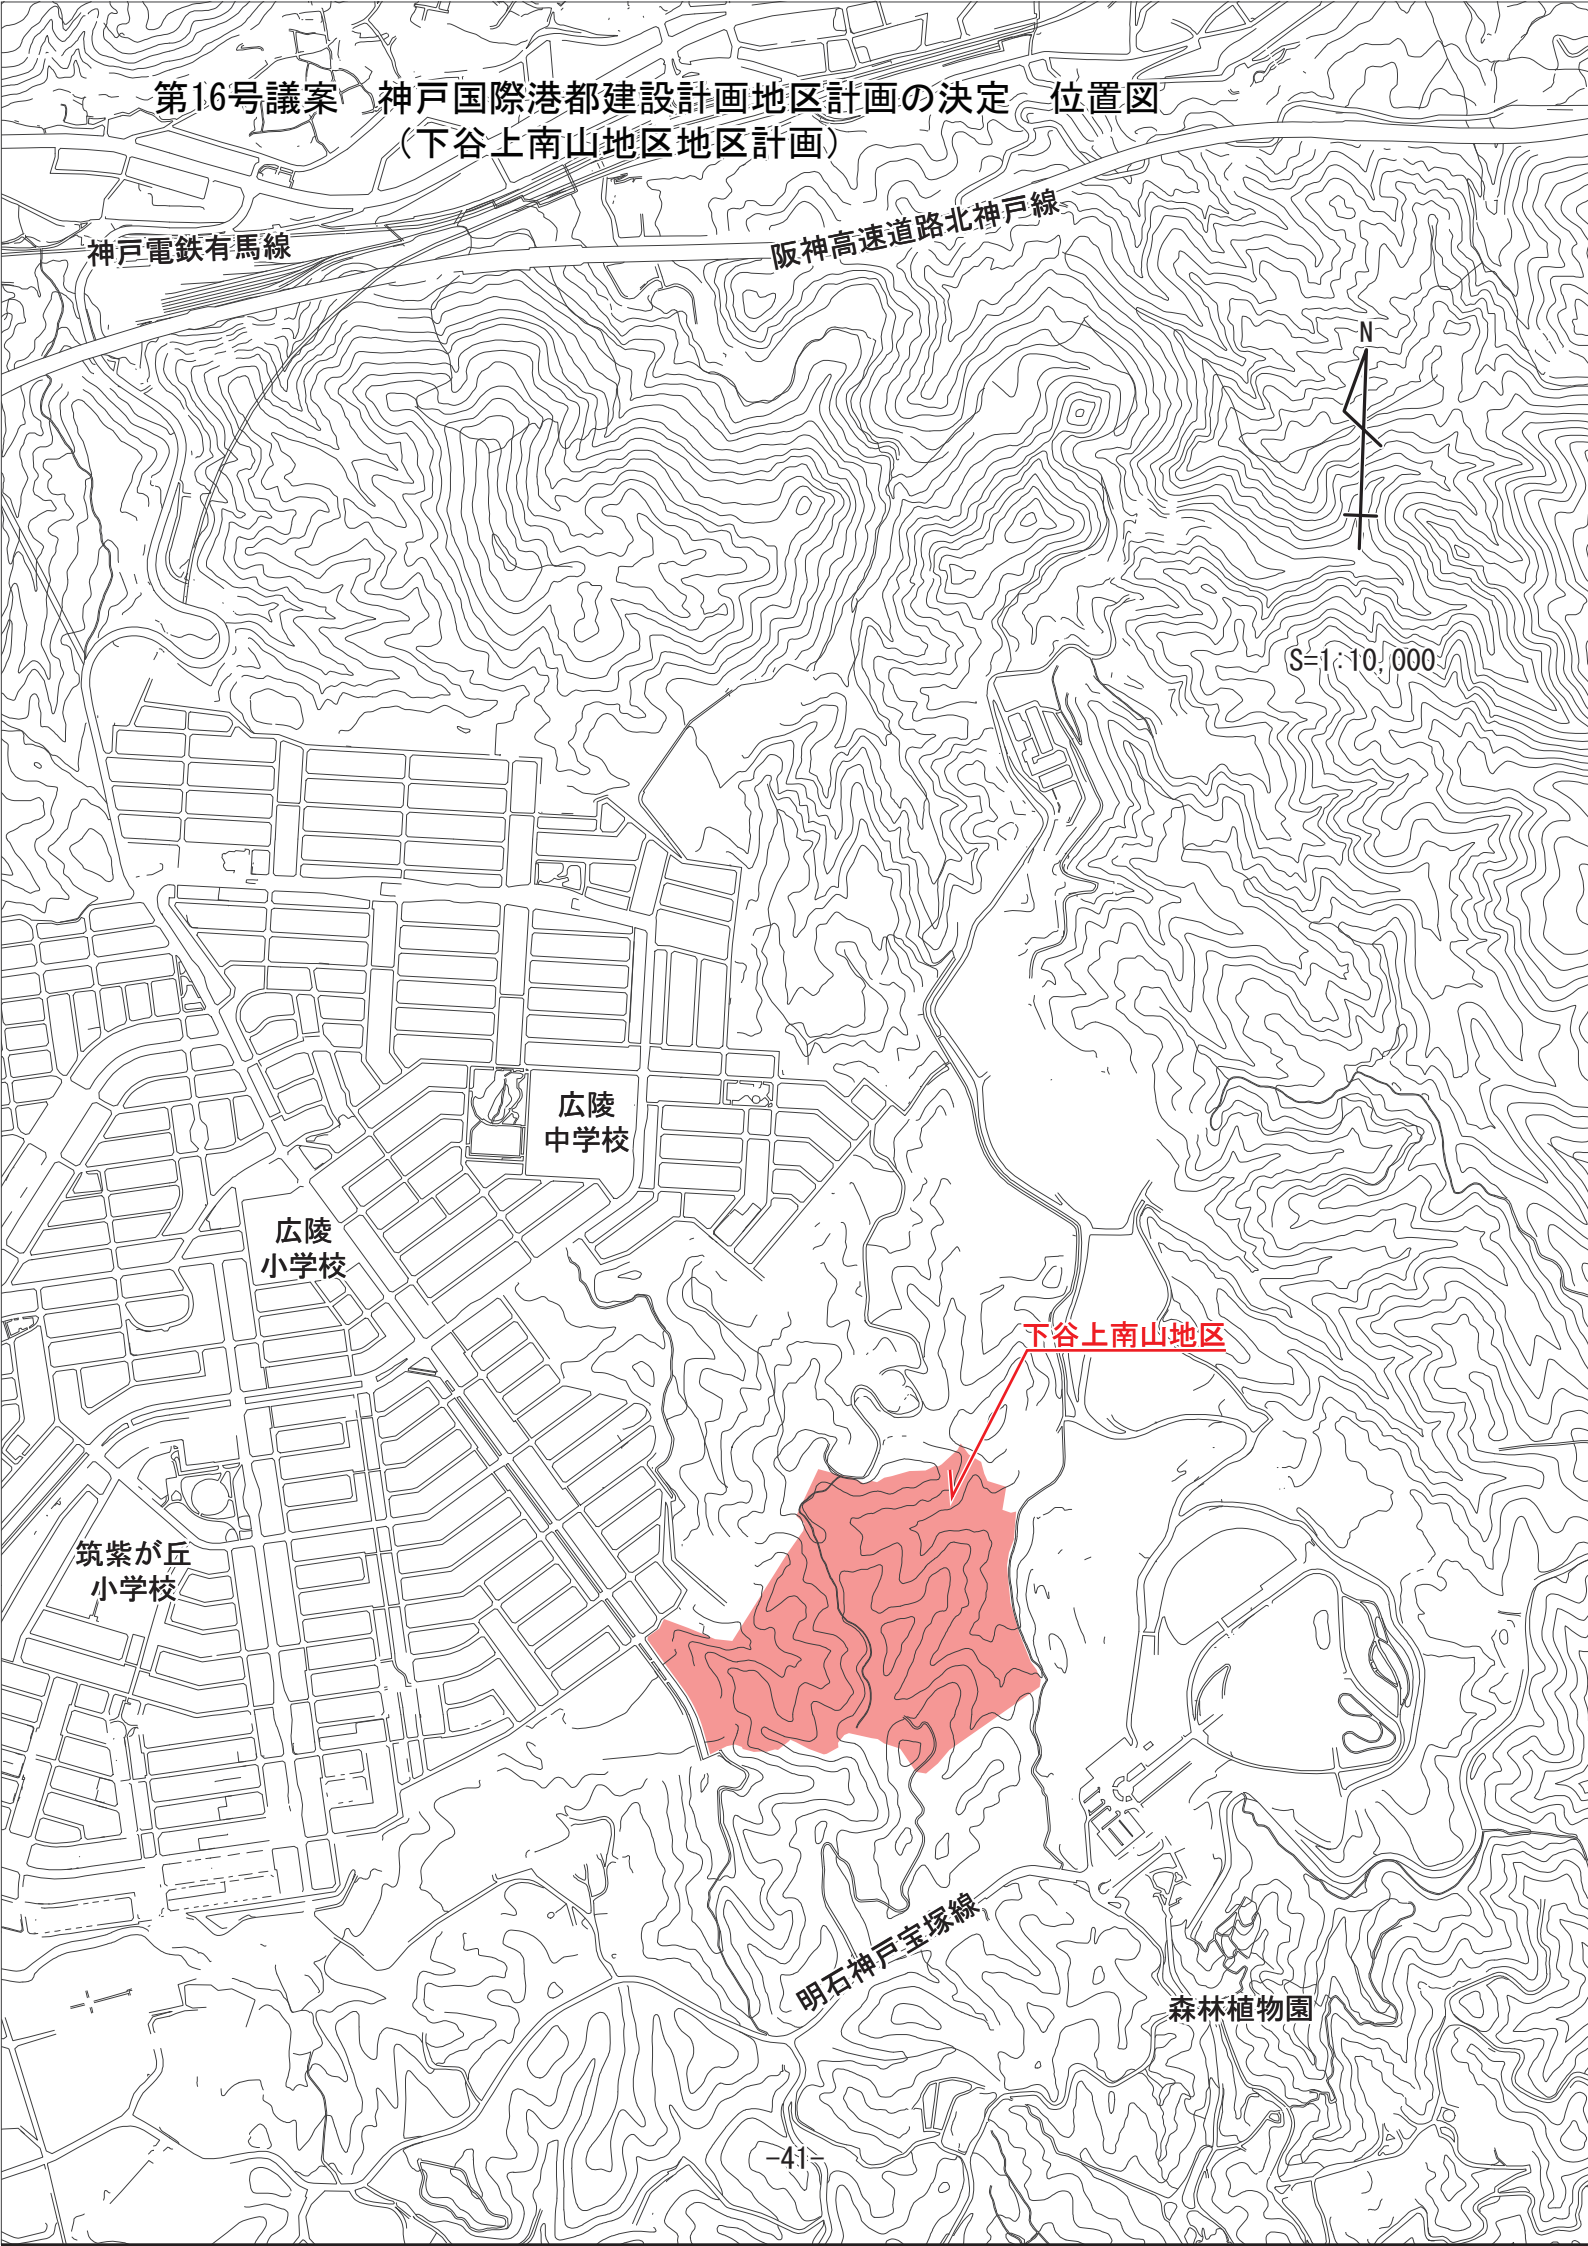 第16号議案　神戸国際港都建設計画地区計画の決定　位置図
（下谷上南山地区地区計画）
神戸電鉄有馬線
阪神高速道路北神戸線
N
S=1:10,000
広陵
中学校
広陵
小学校
下谷上南山地区
筑紫が丘
小学校
明石神戸宝塚線
森林植物園
-41-